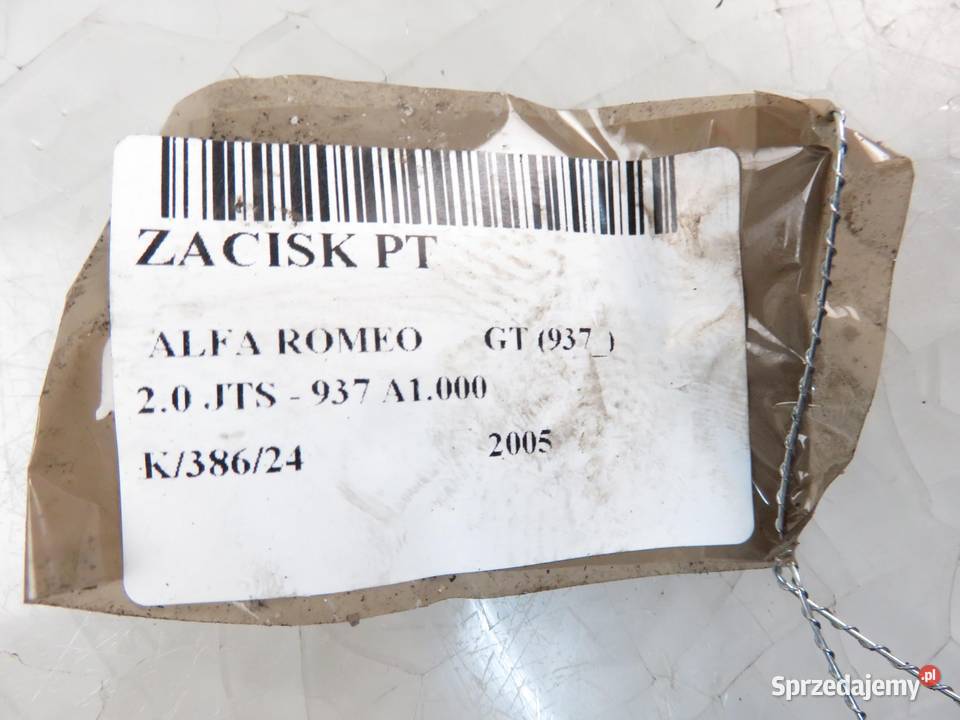 ZACISK PT
ALFA ROMEO GT (937_)
2.0 JTS - 937 A1.000
K/386/24 2005
Sprzedajemy.pl